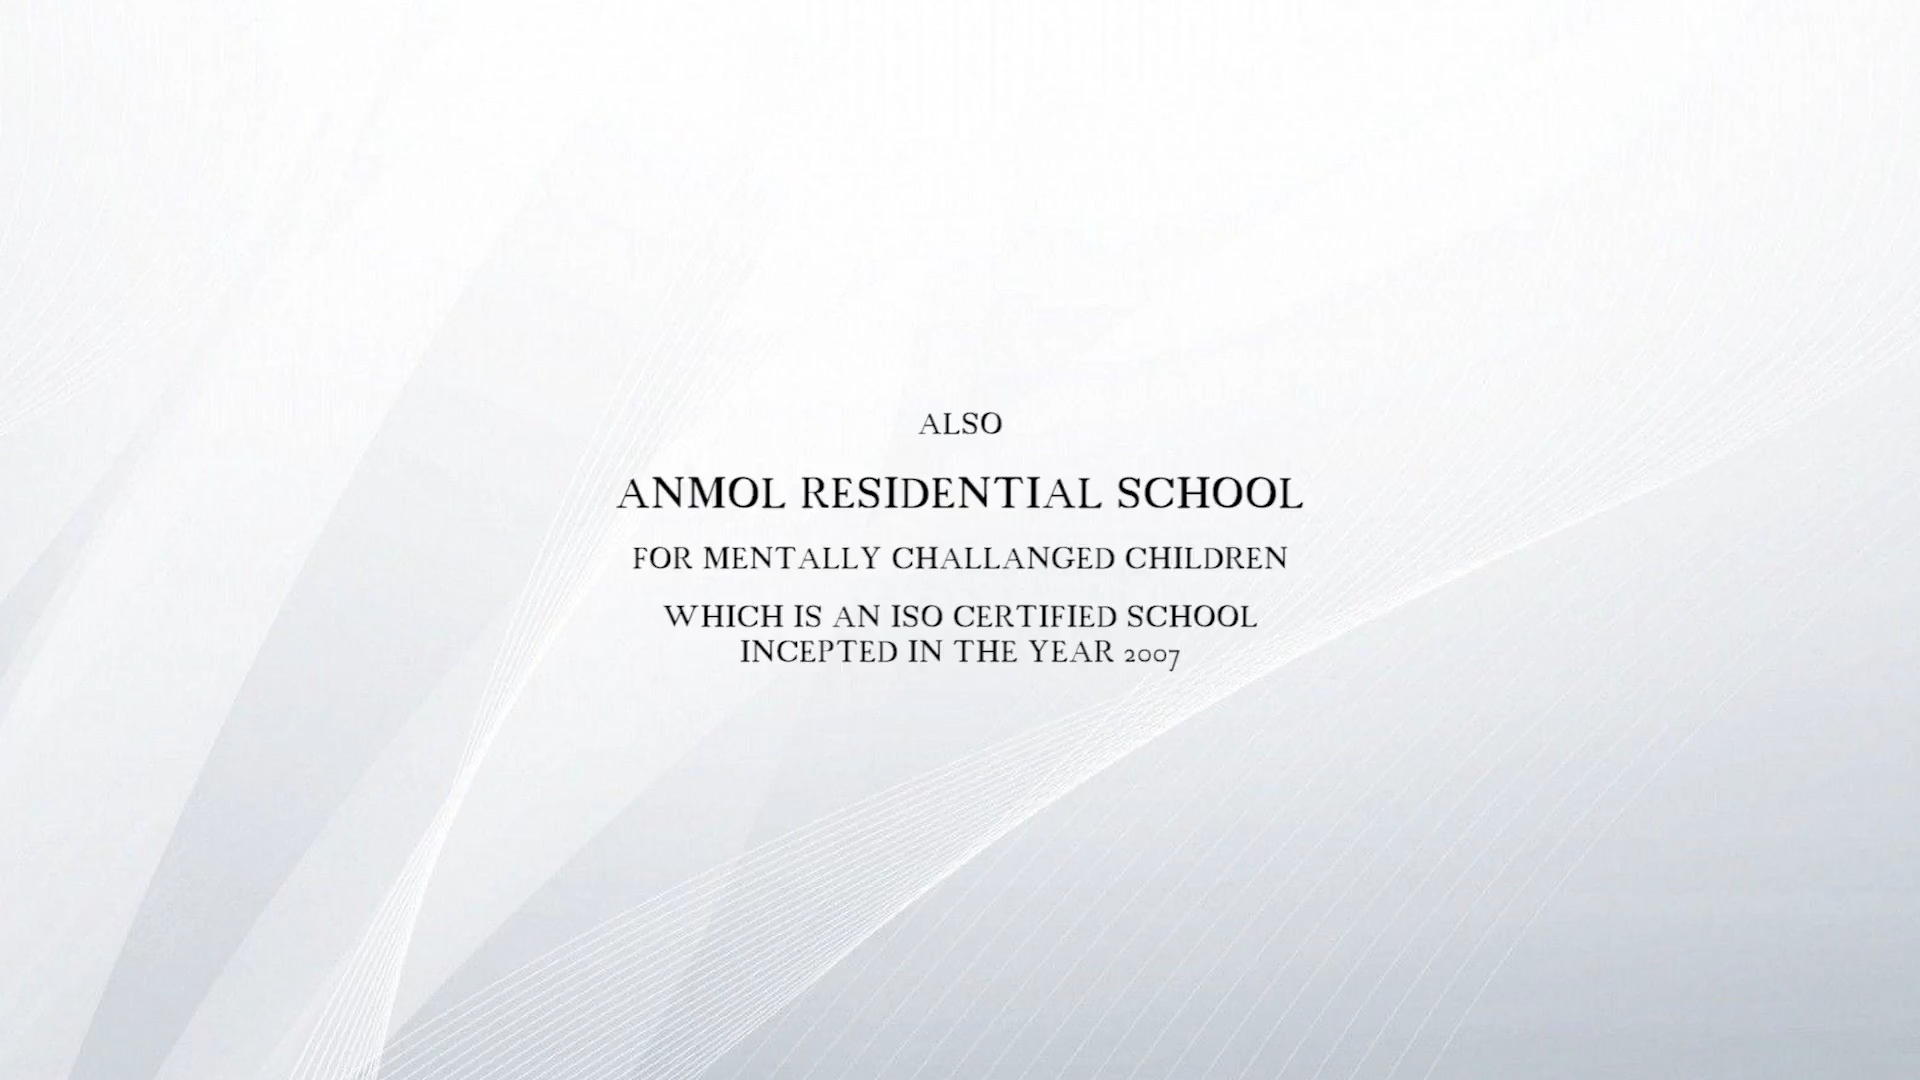 ALSO
ANMOL RESIDENTIAL SCHOOL
FOR MENTALLY CHALLANGED CHILDREN
WHICH IS AN ISO CERTIFIED SCHOOL
INCEPTED IN THE YEAR 2007